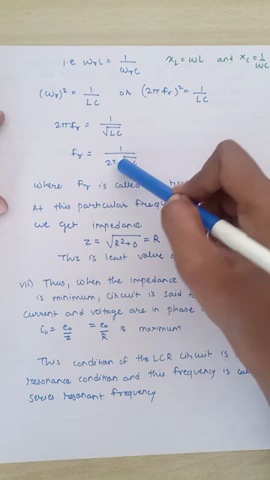 i.e ωrL = 1/ωrC XL = ωL and XC = 1/ωC
(ωr)² = 1/LC or (2πfr)² = 1/LC
2πfr = 1/√LC
fr = 1/2π√LC
where Fr is called
At this particular freque
we get impedance
Z = √R²+0 = R
This is least value
vii) Thus, when the impedance
is minimum, circuit is said
current and voltage are in phase
i₀ = e₀/Z = e₀/R is maximum
This condition of the LCR circuit is
resonance condition and this frequency is
series resonant frequency